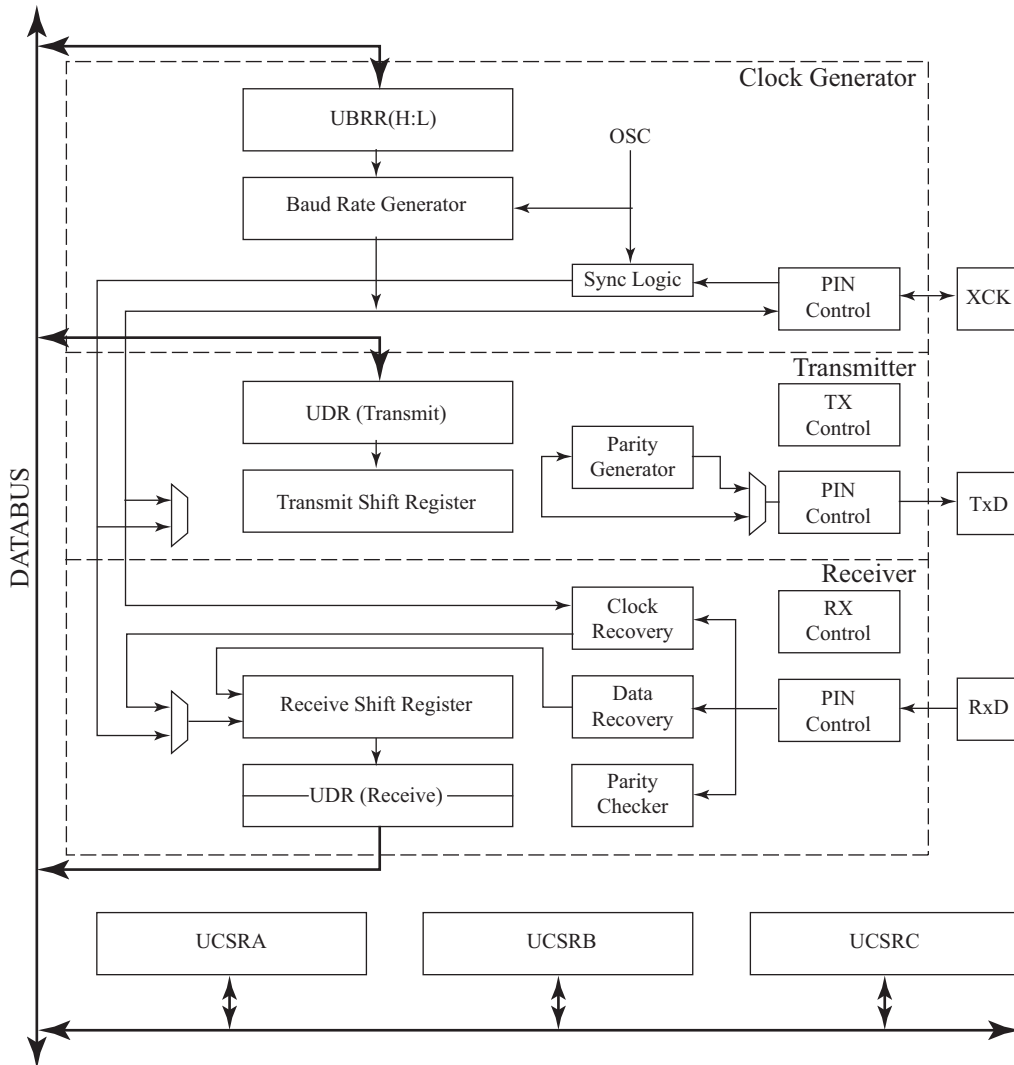 Clock Generator
UBRR(H:L)
OSC
Baud Rate Generator
Sync Logic
PIN
Control
XCK
Transmitter
UDR (Transmit)
TX
Control
Parity
Generator
Transmit Shift Register
PIN
Control
TxD
DATABUS
Receiver
Clock
Recovery
RX
Control
Receive Shift Register
Data
Recovery
PIN
Control
RxD
UDR (Receive)
Parity
Checker
UCSRA
UCSRB
UCSRC